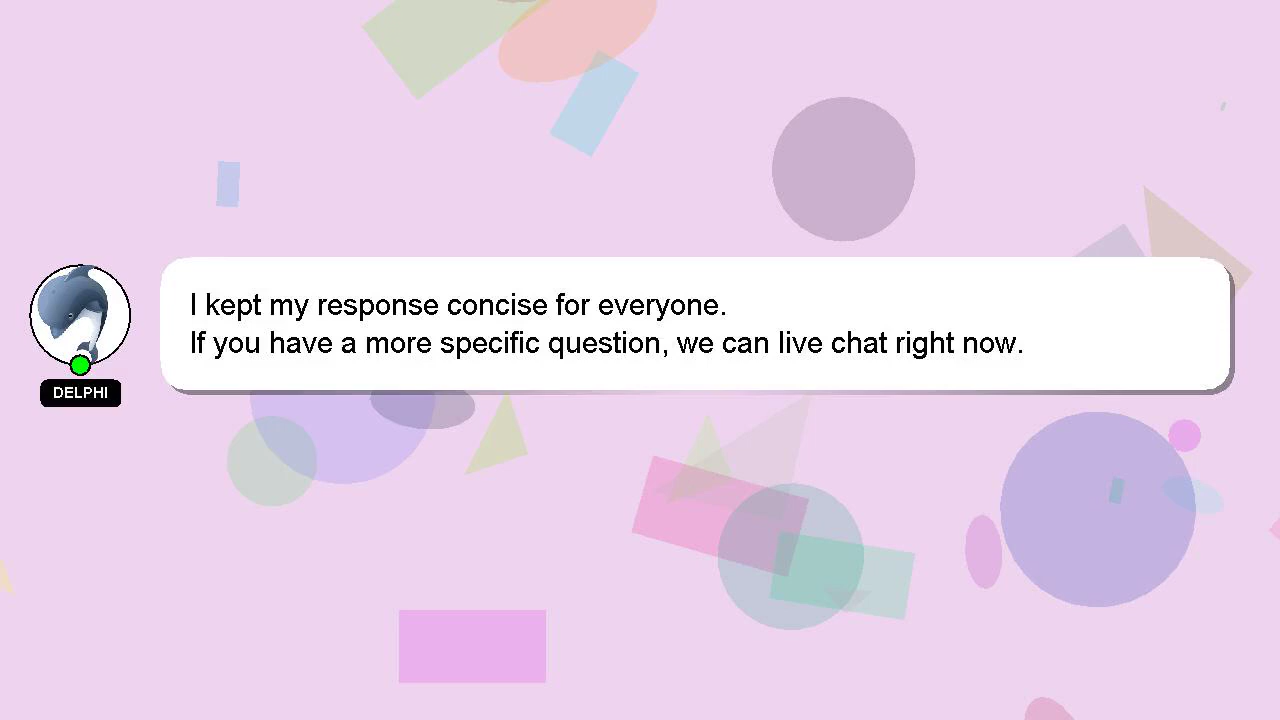 I kept my response concise for everyone.
If you have a more specific question, we can live chat right now.
DELPHI